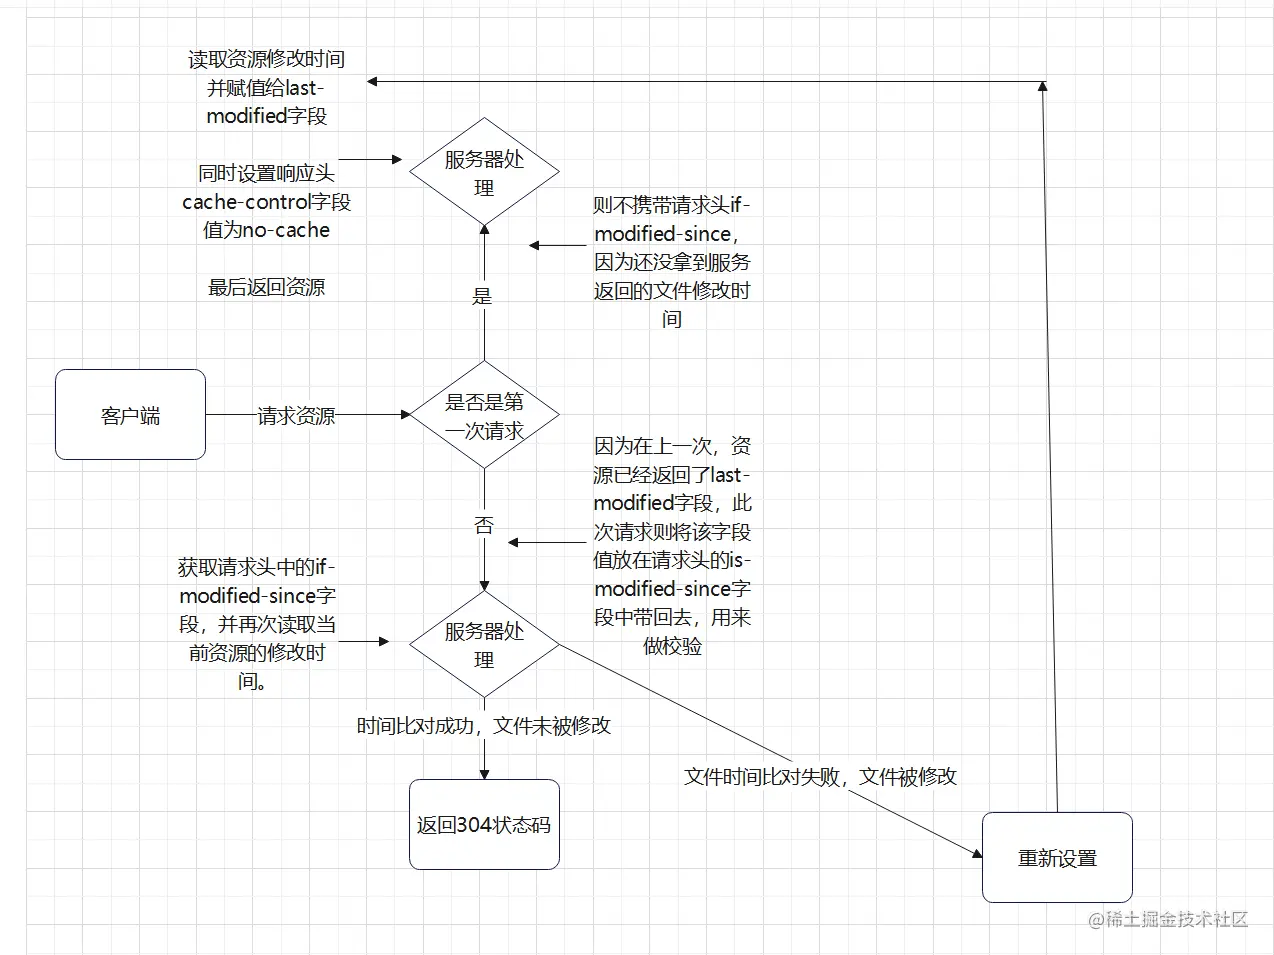 读取资源修改时间
并赋值给last-
modified字段
同时设置响应头
cache-control字段
值为no-cache
最后返回资源
服务器处
理
则不携带请求头if-
modified-since，
因为还没拿到服务
返回的文件修改时
间
是
客户端
请求资源
是否是第
一次请求
因为在上一次，资
源已经返回了last-
modified字段，此
次请求则将该字段
值放在请求头的is-
modified-since字
段中带回去，用来
做校验
否
获取请求头中的if-
modified-since字
段，并再次读取当
前资源的修改时
间。
服务器处
理
时间比对成功，文件未被修改
文件时间比对失败，文件被修改
返回304状态码
重新设置
@稀土掘金技术社区